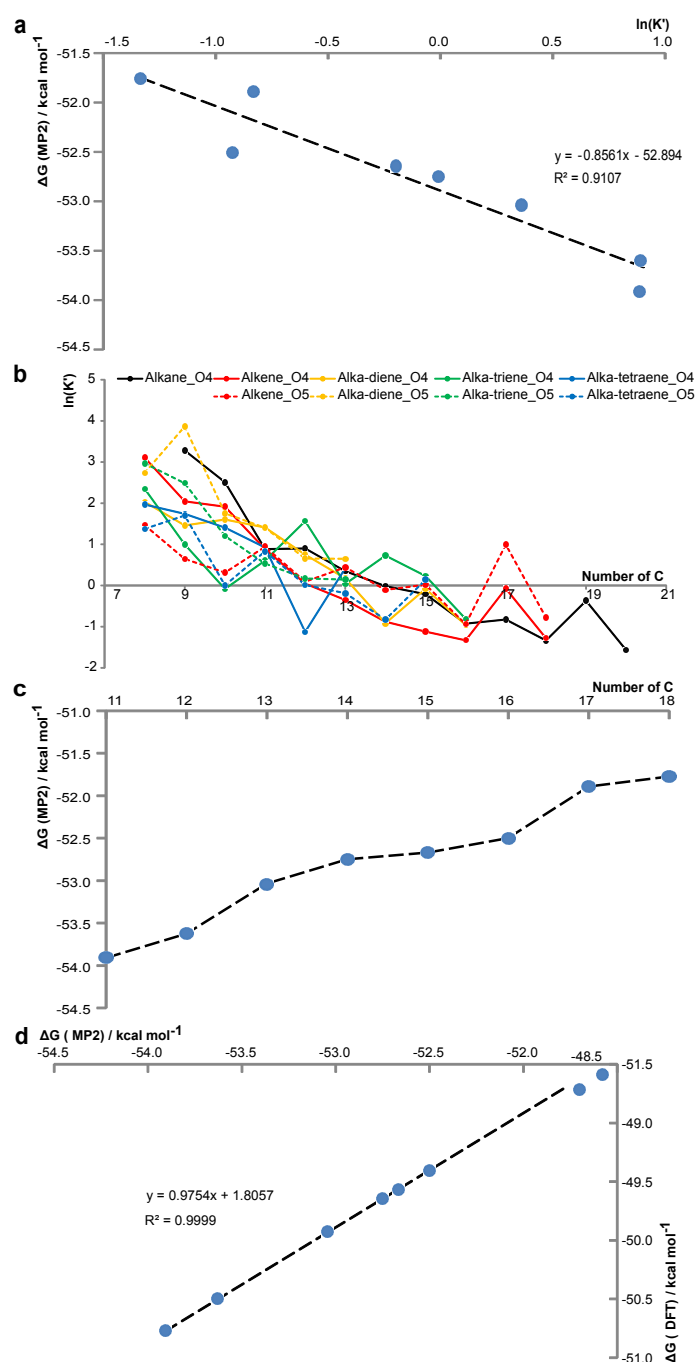 a
ln(K')
-1.5 -1.0 -0.5 0.0 0.5 1.0
-51.5
-52.0
-52.5
-53.0
-53.5
-54.0
-54.5
ΔG (MP2) / kcal mol⁻¹
y = -0.8561x - 52.894
R² = 0.9107
b
ln(K')
Alkane_O4 Alkene_O4 Alka-diene_O4 Alka-triene_O4 Alka-tetraene_O4
Alkene_O5 Alka-diene_O5 Alka-triene_O5 Alka-tetraene_O5
5
4
3
2
1
0
-1
-2
Number of C
7 9 11 13 15 17 19 21
c
Number of C
11 12 13 14 15 16 17 18
-51.0
-51.5
-52.0
-52.5
-53.0
-53.5
-54.0
-54.5
ΔG (MP2) / kcal mol⁻¹
d
ΔG ( MP2) / kcal mol⁻¹
-54.5 -54.0 -53.5 -53.0 -52.5 -52.0 -48.5 -51.5
-49.0
-49.5
-50.0
-50.5
-51.0
ΔG ( DFT) / kcal mol⁻¹
y = 0.9754x + 1.8057
R² = 0.9999